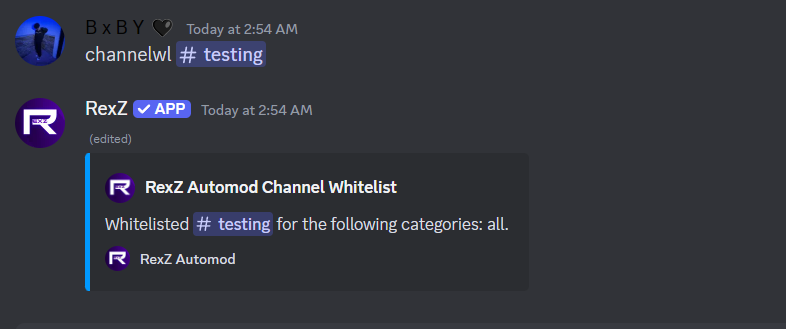 B x B Y 🖤 Today at 2:54 AM
channelwl # testing
RexZ ✓ APP Today at 2:54 AM
(edited)
RexZ Automod Channel Whitelist
Whitelisted # testing for the following categories: all.
RexZ Automod